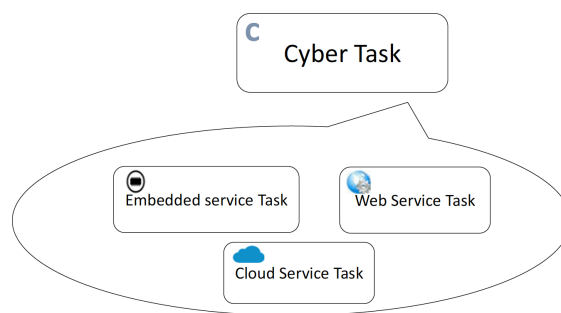 C
Cyber Task
Embedded service Task
Web Service Task
Cloud Service Task